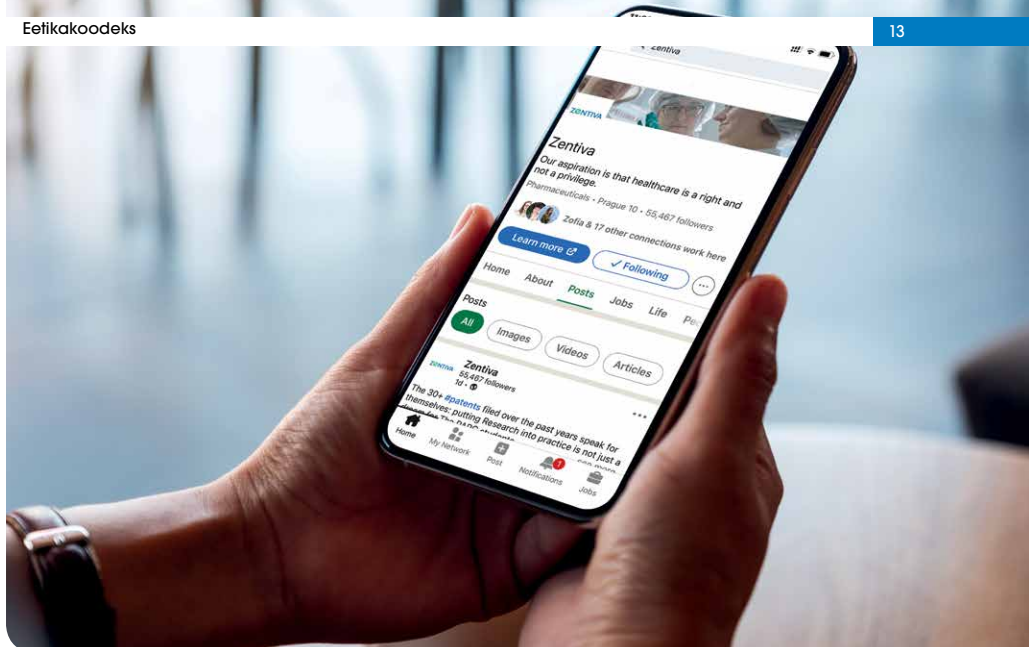 Eetikakoodeks
13
Zentiva
ZENTIVA
Zentiva
Our aspiration is that healthcare is a right and
not a privilege.
Pharmaceuticals • Prague 10 • 55,467 followers
Zofia & 17 other connections work here
Learn more
✓ Following
Home About Posts Jobs Life
Posts
All Images Videos Articles
ZENTIVA
Zentiva
55,467 followers
1d •
The 30+ #patents filed over the past years speak for
themselves: putting Research into practice is not just a
Home My Network Post Notifications 1 Jobs